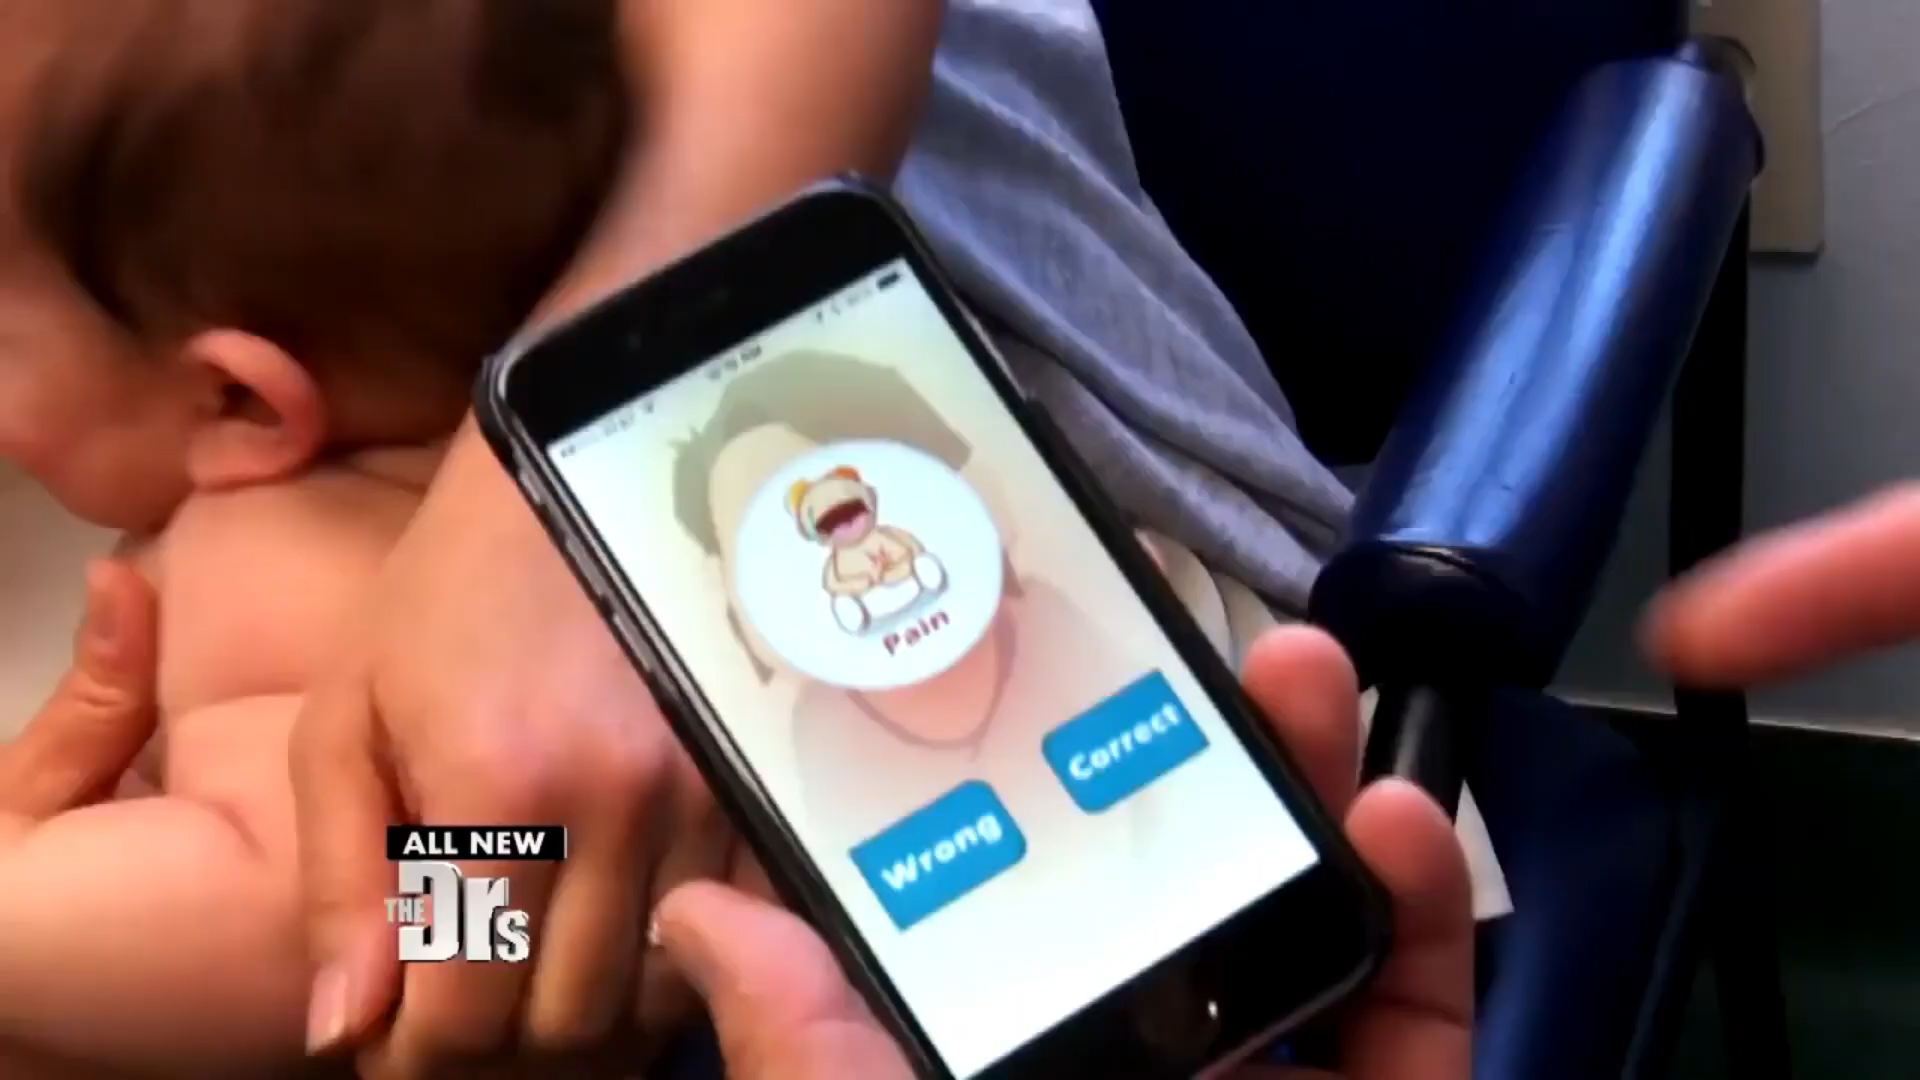 Pain
Correct
Wrong
ALL NEW
THE Drs